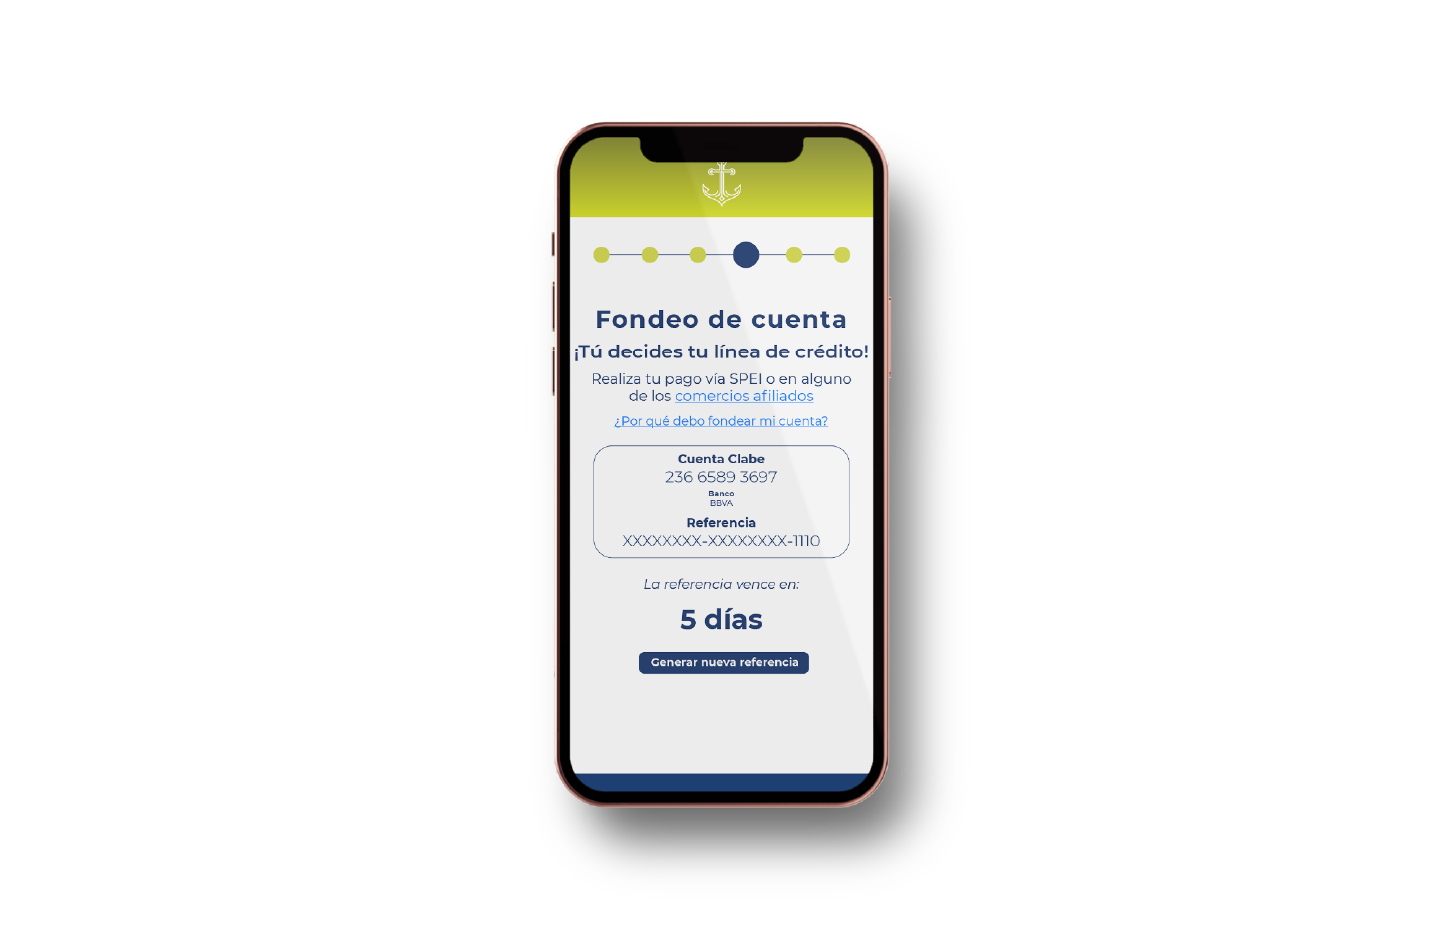 Fondeo de cuenta
¡Tú decides tu línea de crédito!
Realiza tu pago vía SPEI o en alguno
de los comercios afiliados
¿Por qué debo fondear mi cuenta?
Cuenta Clabe
236 6589 3697
Banco
BBVA
Referencia
XXXXXXXX-XXXXXXXX-1110
La referencia vence en:
5 días
Generar nueva referencia